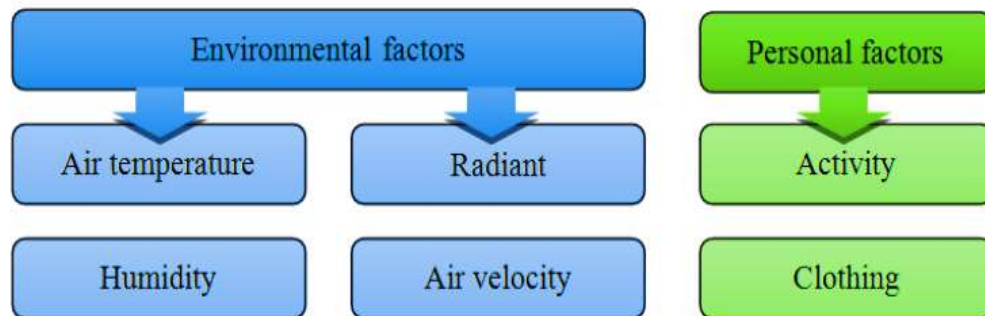 Environmental factors
Personal factors
Air temperature
Radiant
Activity
Humidity
Air velocity
Clothing